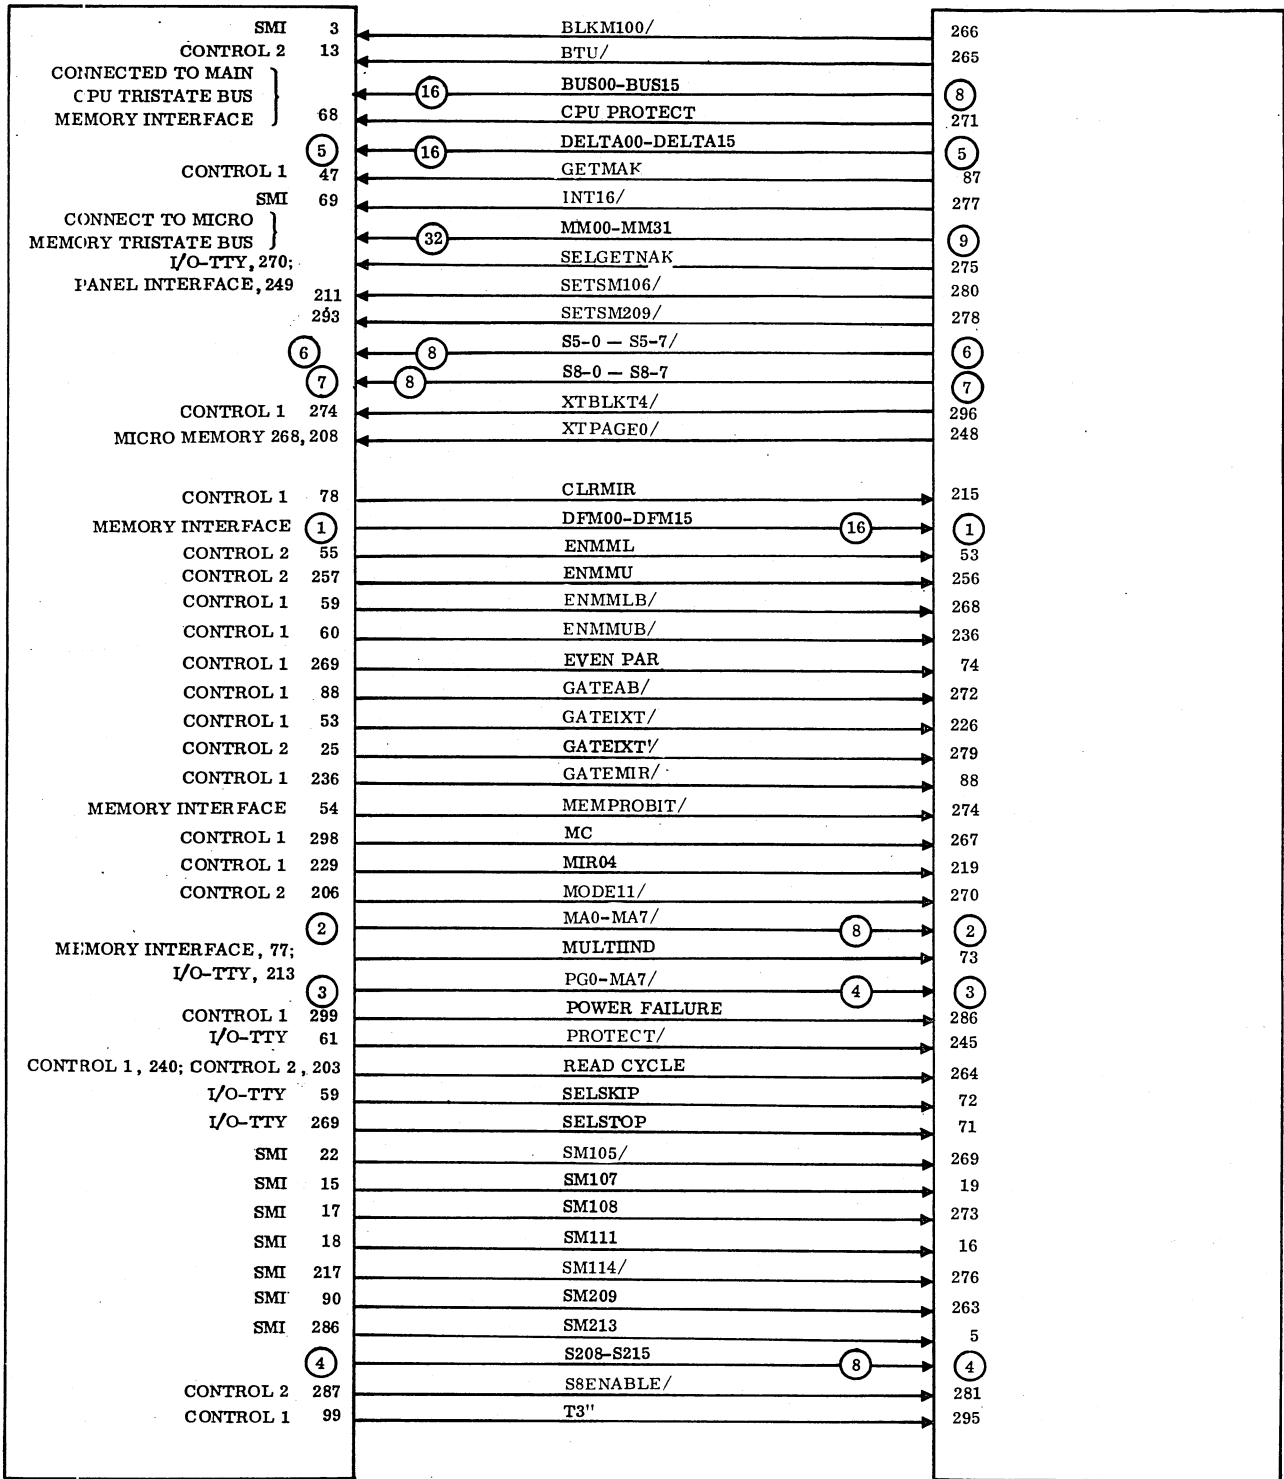 SMI 3 BLKM100/ 266
CONTROL 2 13 BTU/ 265
CONNECTED TO MAIN
CPU TRISTATE BUS 16 BUS00-BUS15 8
MEMORY INTERFACE 68 CPU PROTECT 271
5 16 DELTA00-DELTA15 5
CONTROL 1 47 GETMAK 87
SMI 69 INT16/ 277
CONNECT TO MICRO
MEMORY TRISTATE BUS 32 MM00-MM31 9
I/O-TTY, 270; SELGETNAK 275
PANEL INTERFACE, 249
211 SETSM106/ 280
293 SETSM209/ 278
6 8 S5-0 — S5-7/ 6
7 8 S8-0 — S8-7 7
CONTROL 1 274 XTBLKT4/ 296
MICRO MEMORY 268, 208 XTPAGE0/ 248
CONTROL 1 78 CLRMIR 215
MEMORY INTERFACE 1 DFM00-DFM15 16 1
CONTROL 2 55 ENMML 53
CONTROL 2 257 ENMMU 256
CONTROL 1 59 ENMMLB/ 268
CONTROL 1 60 ENMMUB/ 236
CONTROL 1 269 EVEN PAR 74
CONTROL 1 88 GATEAB/ 272
CONTROL 1 53 GATEIXT/ 226
CONTROL 2 25 GATEIXT'/ 279
CONTROL 1 236 GATEMIR/ 88
MEMORY INTERFACE 54 MEMPROBIT/ 274
CONTROL 1 298 MC 267
CONTROL 1 229 MIR04 219
CONTROL 2 206 MODE11/ 270
2 MA0-MA7/ 8 2
MEMORY INTERFACE, 77; MULTIIND 73
I/O-TTY, 213
3 PG0-MA7/ 4 3
CONTROL 1 299 POWER FAILURE 286
I/O-TTY 61 PROTECT/ 245
CONTROL 1, 240; CONTROL 2, 203 READ CYCLE 264
I/O-TTY 59 SELSKIP 72
I/O-TTY 269 SELSTOP 71
SMI 22 SM105/ 269
SMI 15 SM107 19
SMI 17 SM108 273
SMI 18 SM111 16
SMI 217 SM114/ 276
SMI 90 SM209 263
SMI 286 SM213 5
4 S208-S215 8 4
CONTROL 2 287 S8ENABLE/ 281
CONTROL 1 99 T3" 295